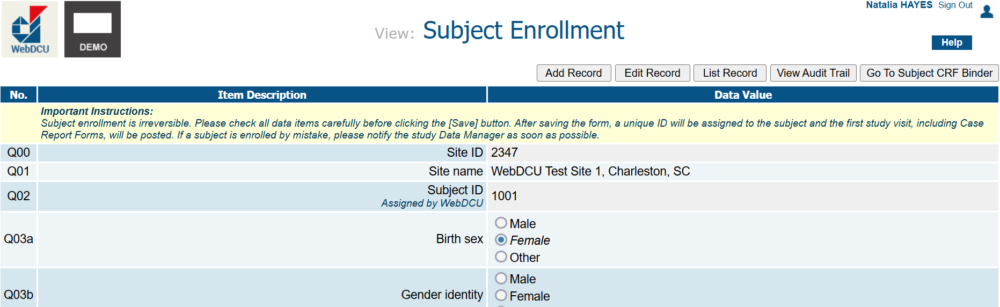 Natalia HAYES Sign Out
WebDCU
DEMO
View: Subject Enrollment
Help
Add Record Edit Record List Record View Audit Trail Go To Subject CRF Binder
No. Item Description Data Value
Important Instructions:
Subject enrollment is irreversible. Please check all data items carefully before clicking the [Save] button. After saving the form, a unique ID will be assigned to the subject and the first study visit, including Case
Report Forms, will be posted. If a subject is enrolled by mistake, please notify the study Data Manager as soon as possible.
Q00 Site ID 2347
Q01 Site name WebDCU Test Site 1, Charleston, SC
Q02 Subject ID 1001
Assigned by WebDCU
Q03a Birth sex
Male
Female
Other
Q03b Gender identity
Male
Female